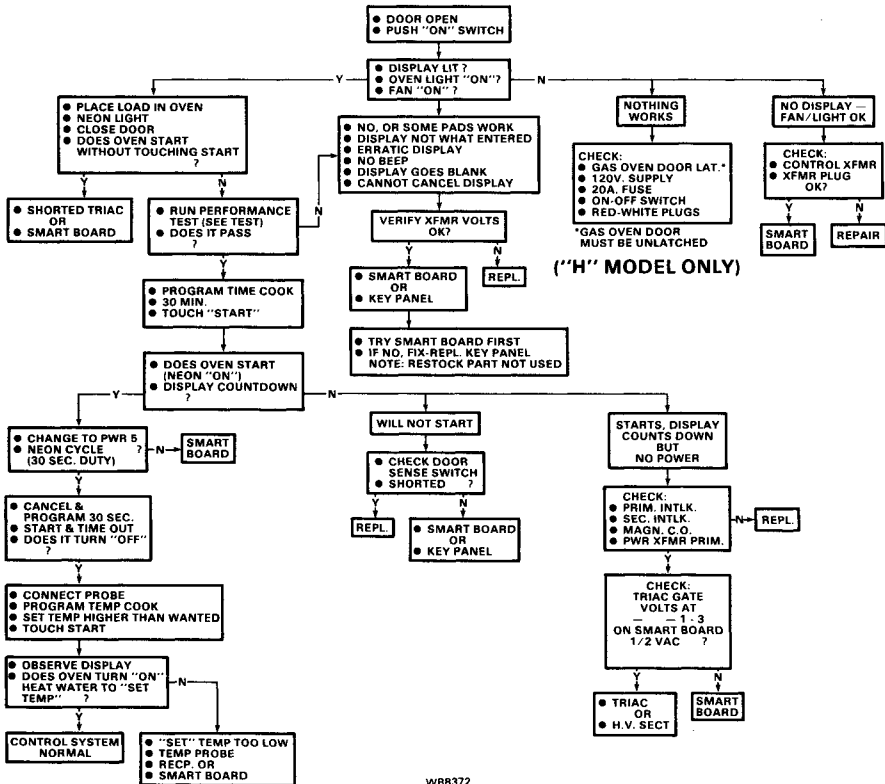 ● DOOR OPEN
● PUSH "ON" SWITCH
● DISPLAY LIT ?
● OVEN LIGHT "ON"?
● FAN "ON" ?
Y
N
● PLACE LOAD IN OVEN
● NEON LIGHT
● CLOSE DOOR
● DOES OVEN START
WITHOUT TOUCHING START
?
● NO, OR SOME PADS WORK
● DISPLAY NOT WHAT ENTERED
● ERRATIC DISPLAY
● NO BEEP
● DISPLAY GOES BLANK
● CANNOT CANCEL DISPLAY
NOTHING
WORKS
NO DISPLAY —
FAN/LIGHT OK
CHECK:
● GAS OVEN DOOR LAT.*
● 120V. SUPPLY
● 20A. FUSE
● ON-OFF SWITCH
● RED-WHITE PLUGS
*GAS OVEN DOOR
MUST BE UNLATCHED
("H" MODEL ONLY)
CHECK:
● CONTROL XFMR
● XFMR PLUG
OK?
Y
N
SMART
BOARD
REPAIR
Y
N
● SHORTED TRIAC
OR
● SMART BOARD
● RUN PERFORMANCE
TEST (SEE TEST)
● DOES IT PASS
?
N
Y
VERIFY XFMR VOLTS
OK?
Y
N
● SMART BOARD
OR
● KEY PANEL
REPL.
● TRY SMART BOARD FIRST
● IF NO, FIX-REPL. KEY PANEL
NOTE: RESTOCK PART NOT USED
● PROGRAM TIME COOK
● 30 MIN.
● TOUCH "START"
● DOES OVEN START
(NEON "ON")
● DISPLAY COUNTDOWN
?
Y
N
● CHANGE TO PWR 5
● NEON CYCLE ?
(30 SEC. DUTY)
N
SMART
BOARD
Y
● CANCEL &
PROGRAM 30 SEC.
● START & TIME OUT
● DOES IT TURN "OFF"
?
Y
● CONNECT PROBE
● PROGRAM TEMP COOK
● SET TEMP HIGHER THAN WANTED
● TOUCH START
● OBSERVE DISPLAY
● DOES OVEN TURN "ON"
HEAT WATER TO "SET
TEMP" ?
N
Y
CONTROL SYSTEM
NORMAL
● "SET" TEMP TOO LOW
● TEMP PROBE
● RECP. OR
● SMART BOARD
WILL NOT START
● CHECK DOOR
SENSE SWITCH
● SHORTED ?
Y
N
REPL.
● SMART BOARD
OR
● KEY PANEL
STARTS, DISPLAY
COUNTS DOWN
BUT
NO POWER
CHECK:
● PRIM. INTLK.
● SEC. INTLK.
● MAGN. C.O.
● PWR XFMR PRIM.
N
REPL.
Y
CHECK:
TRIAC GATE
VOLTS AT
— — 1 - 3
ON SMART BOARD
1/2 VAC ?
Y
N
● TRIAC
OR
● H.V. SECT
SMART
BOARD
W88372